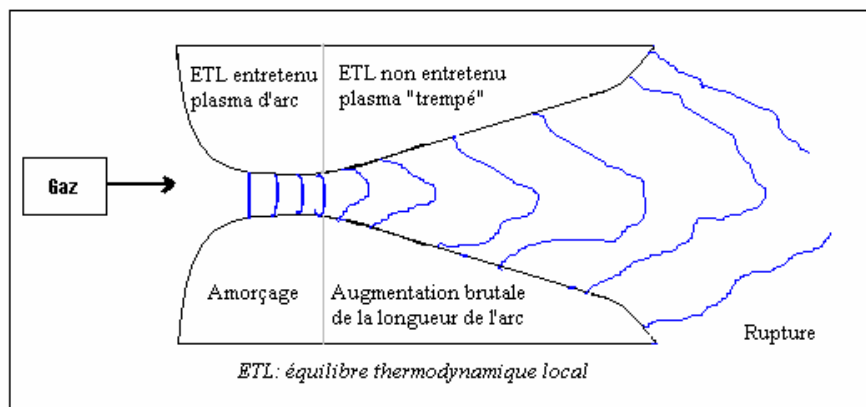 ETL entretenu
plasma d'arc
ETL non entretenu
plasma "trempé"
Gaz
Amorçage
Augmentation brutale
de la longueur de l'arc
Rupture
ETL: équilibre thermodynamique local